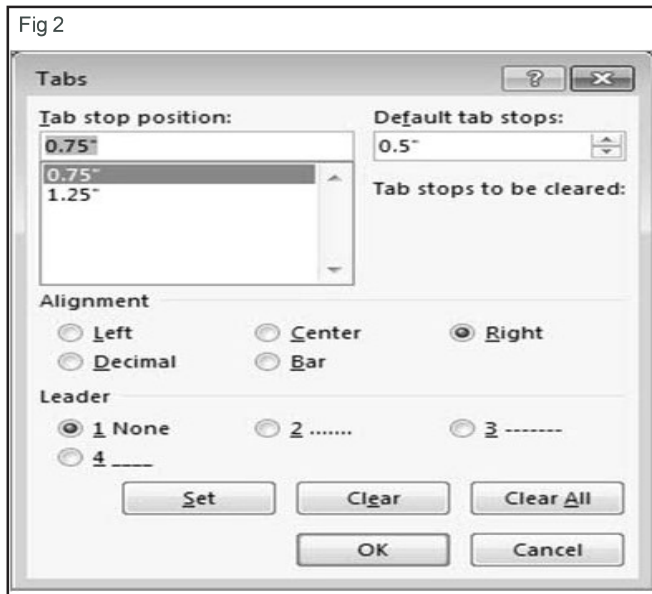 Fig 2
Tabs
Tab stop position: Default tab stops:
0.75" 0.5"
0.75" Tab stops to be cleared:
1.25"
Alignment
Left Center Right
Decimal Bar
Leader
1 None 2 ....... 3 -------
4 ____
Set Clear Clear All
OK Cancel